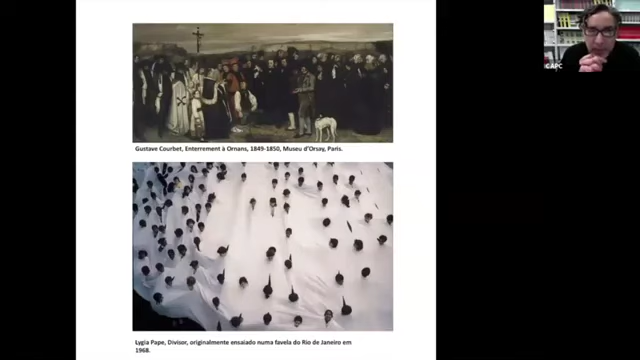 Gustave Courbet, Enterrement à Ornans, 1849-1850, Museu d'Orsay, Paris.
Lygia Pape, Divisor, originalmente ensaiado numa favela do Rio de Janeiro em
1968.
CAPC